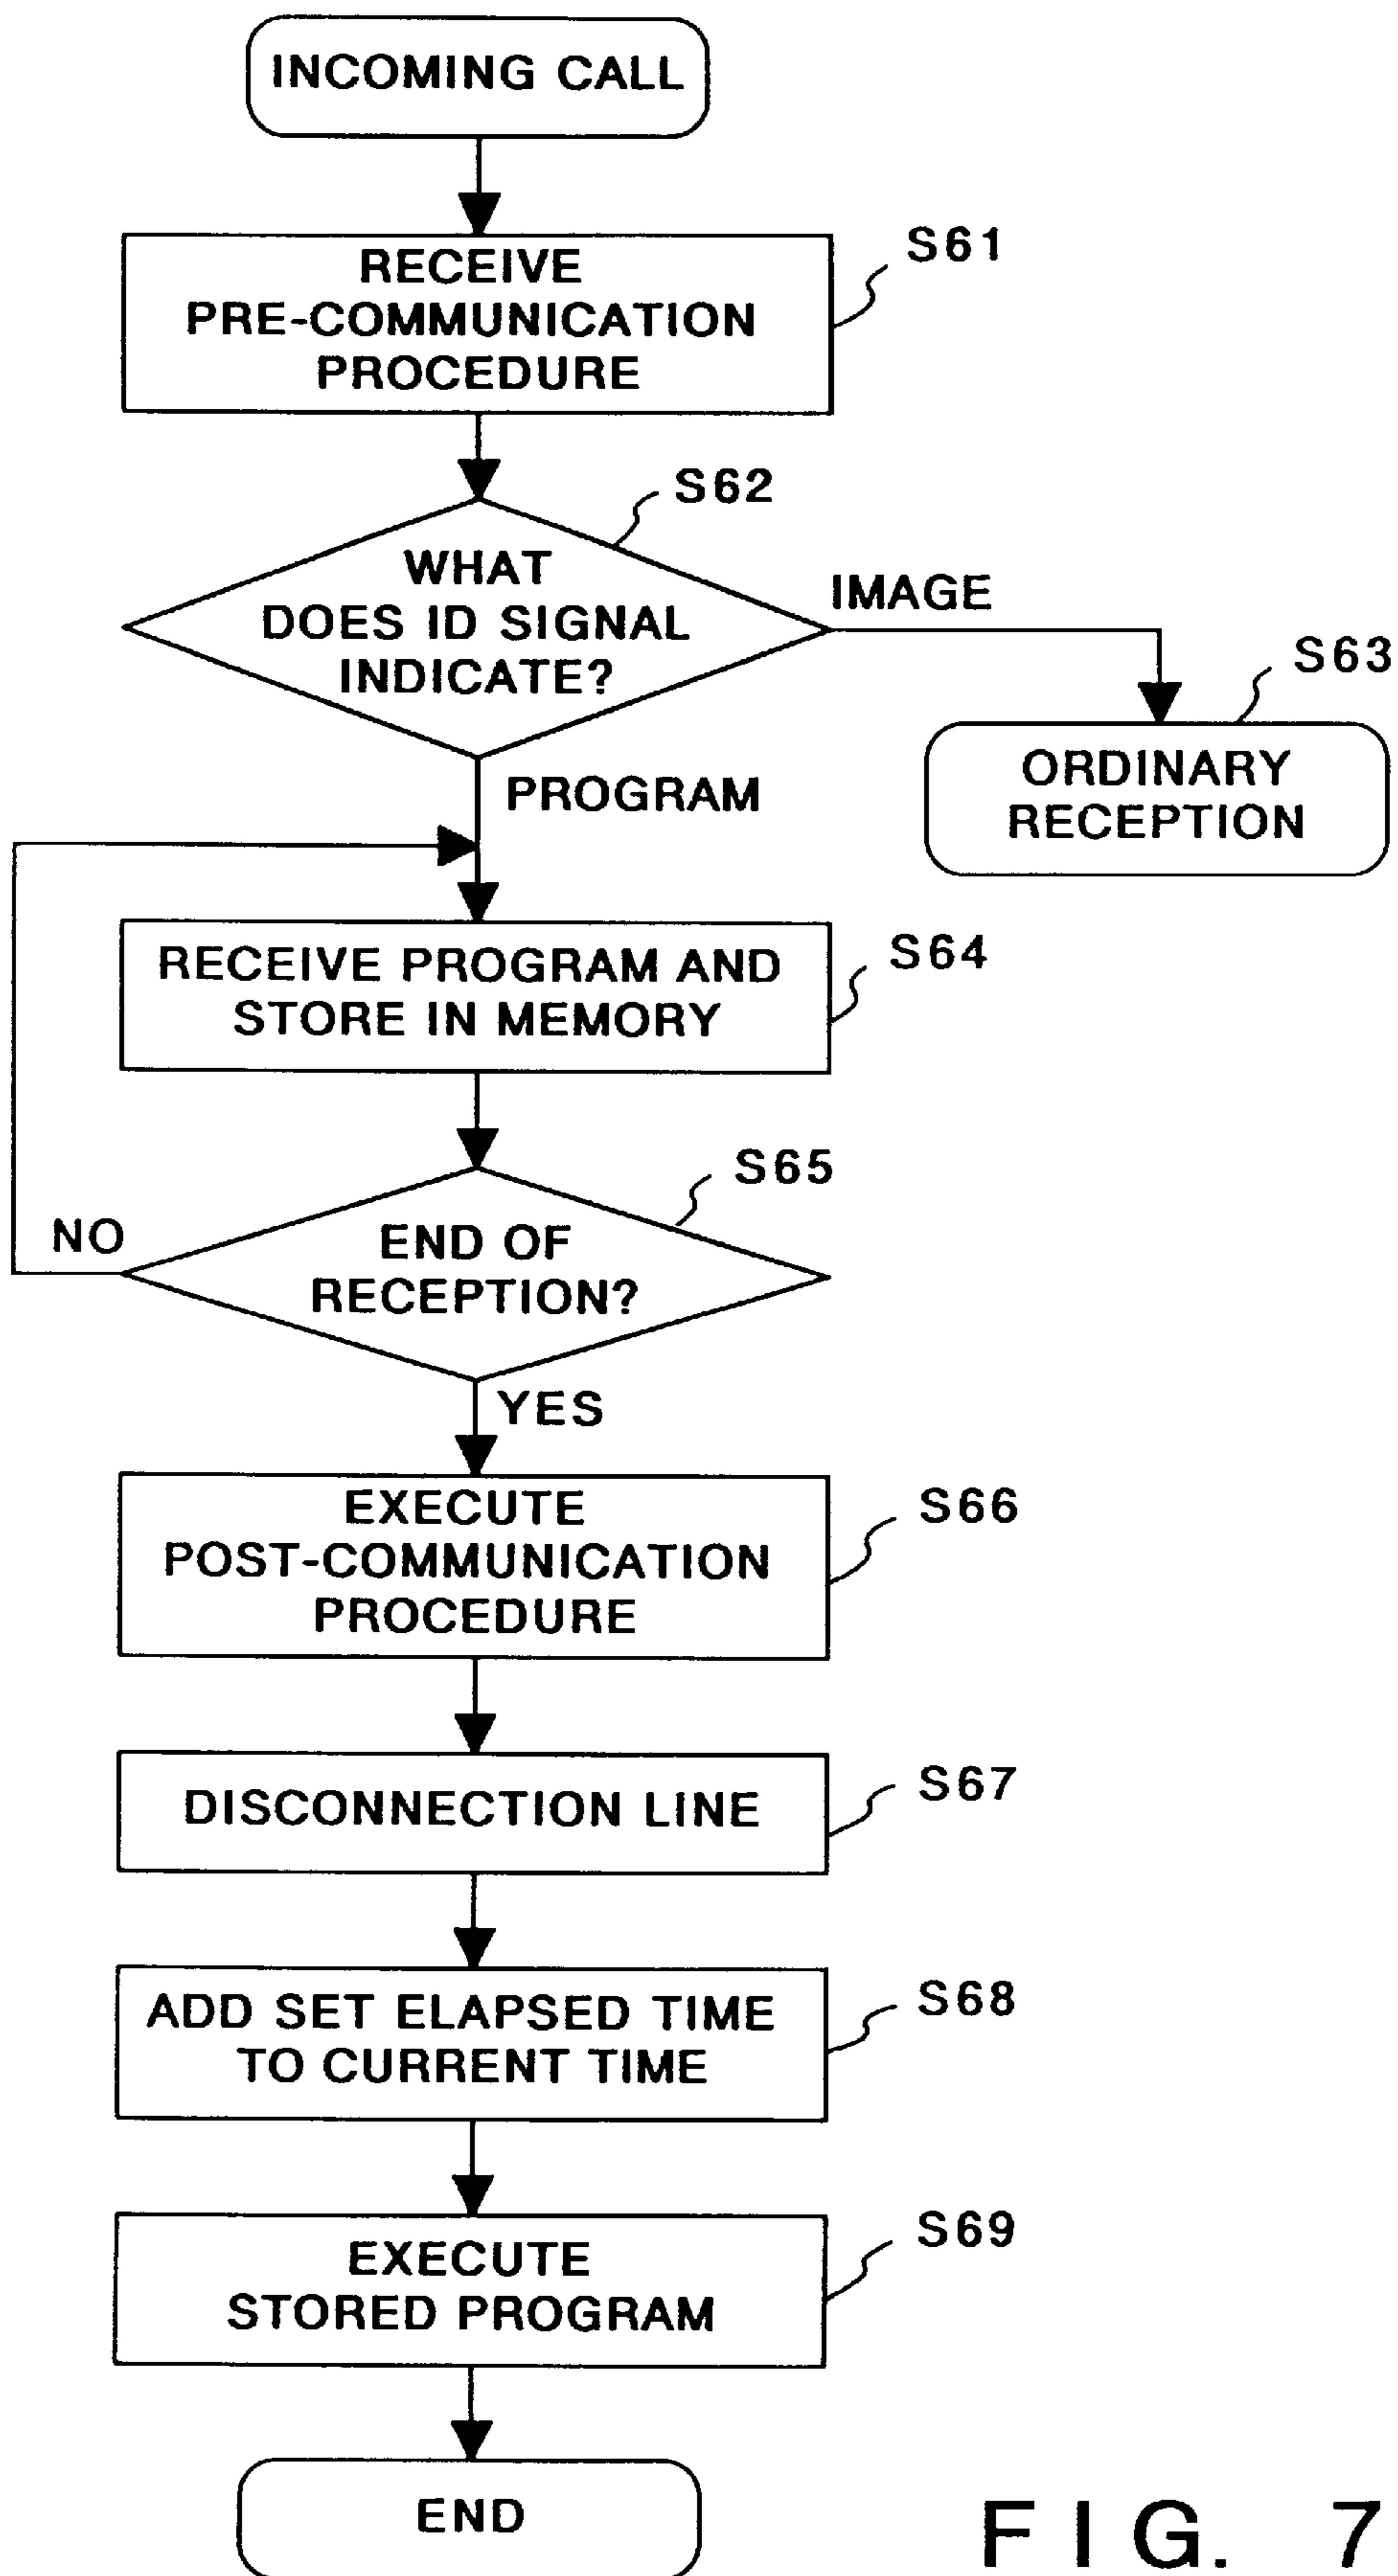 INCOMING CALL
RECEIVE
PRE-COMMUNICATION
PROCEDURE
S61
WHAT
DOES ID SIGNAL
INDICATE?
S62
IMAGE
ORDINARY
RECEPTION
S63
PROGRAM
RECEIVE PROGRAM AND
STORE IN MEMORY
S64
END OF
RECEPTION?
S65
NO
YES
EXECUTE
POST-COMMUNICATION
PROCEDURE
S66
DISCONNECTION LINE
S67
ADD SET ELAPSED TIME
TO CURRENT TIME
S68
EXECUTE
STORED PROGRAM
S69
END
FIG. 7